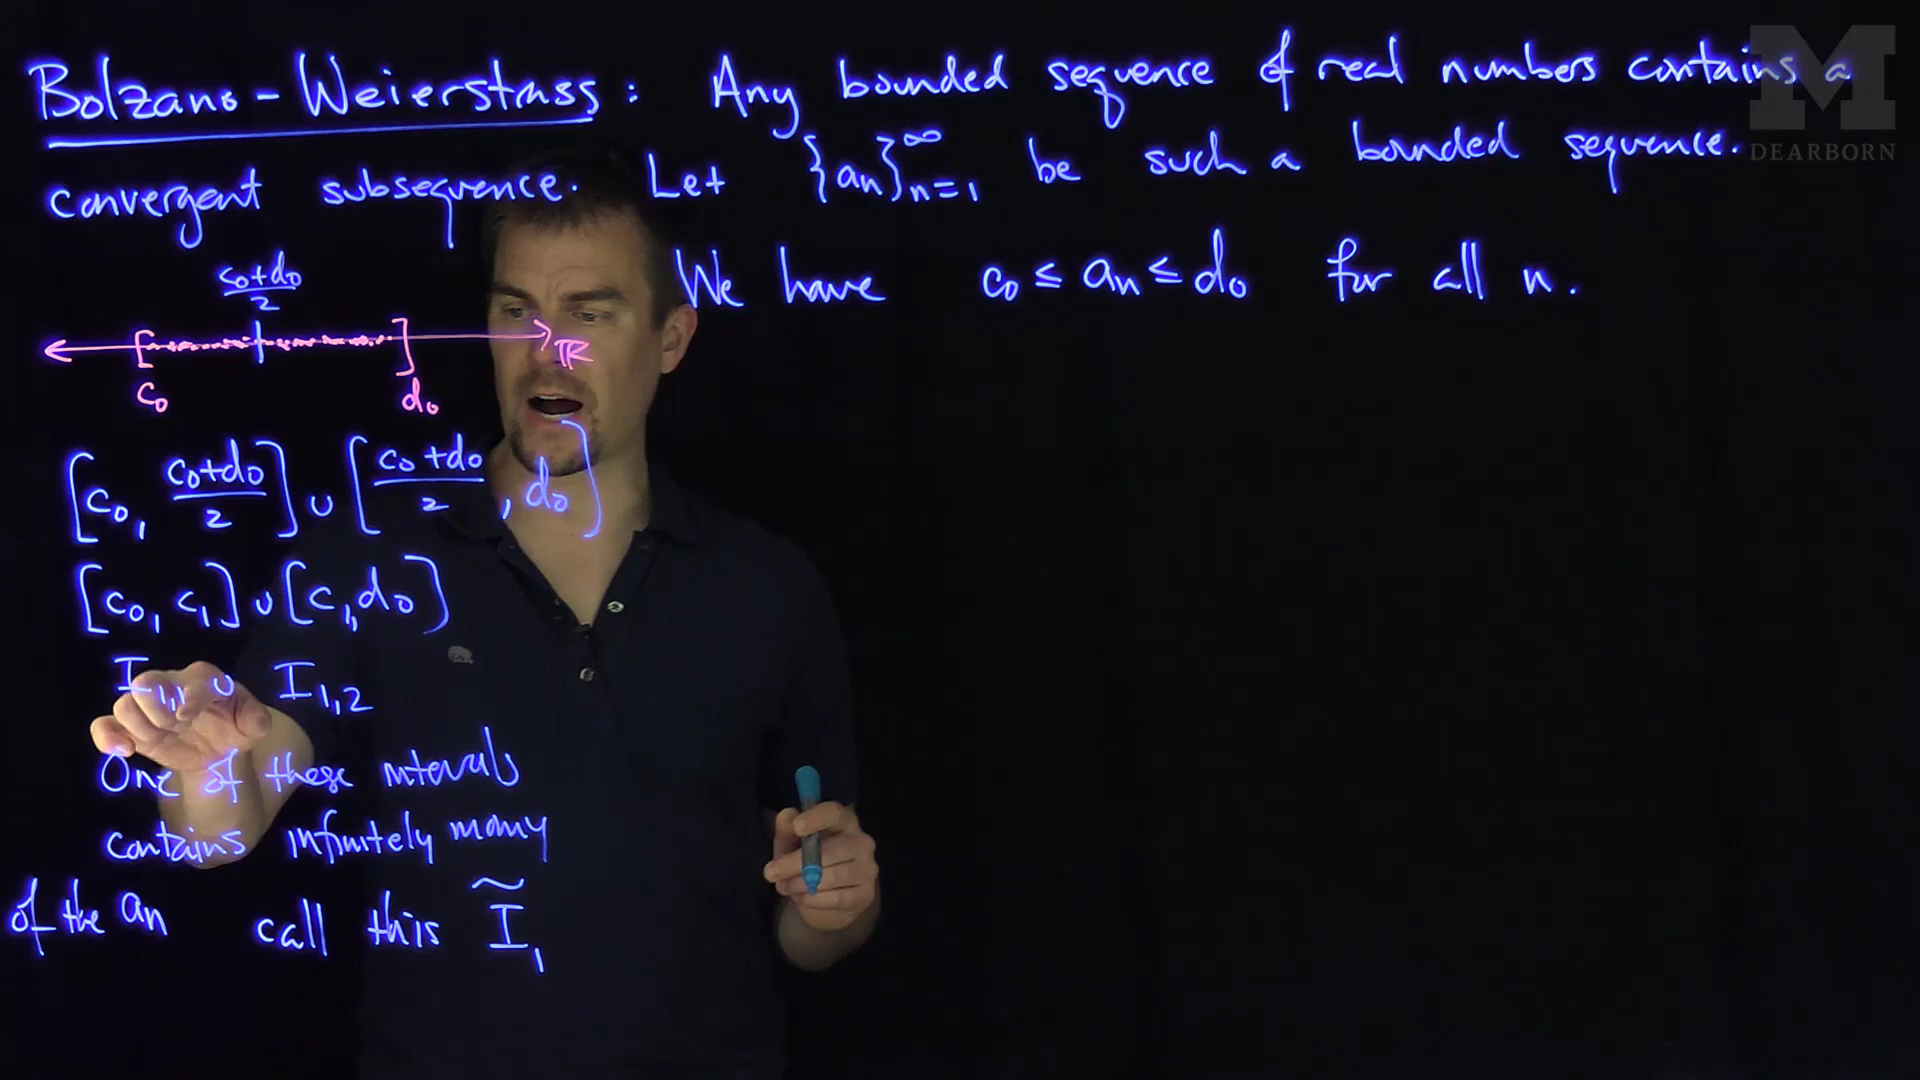 Bolzano-Weierstrass: Any bounded sequence of real numbers contains a
convergent subsequence. Let {an}∞n=1 be such a bounded sequence.
We have c₀ ≤ an ≤ d₀ for all n.
(c₀+d₀)/2
[ ] ℝ
c₀ d₀
[c₀, (c₀+d₀)/2] ∪ [(c₀+d₀)/2, d₀]
[c₀, c₁] ∪ [c₁, d₀]
I₁,₁ ∪ I₁,₂
One of these intervals
contains infinitely many
of the an call this Ĩ₁
M
DEARBORN